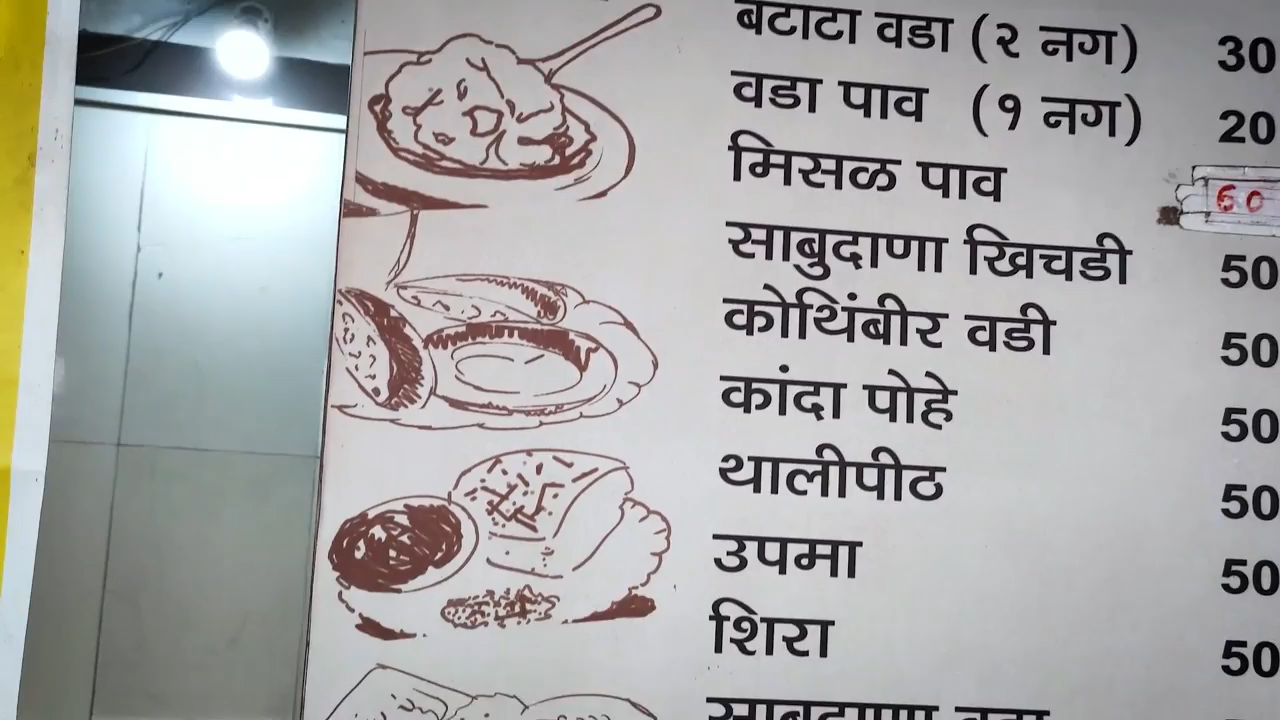 बटाटा वडा (२ नग) 30
वडा पाव (१ नग) 20
मिसळ पाव 60
साबुदाणा खिचडी 50
कोथिंबीर वडी 50
कांदा पोहे 50
थालीपीठ 50
उपमा 50
शिरा 50
साबुदाणा वडा